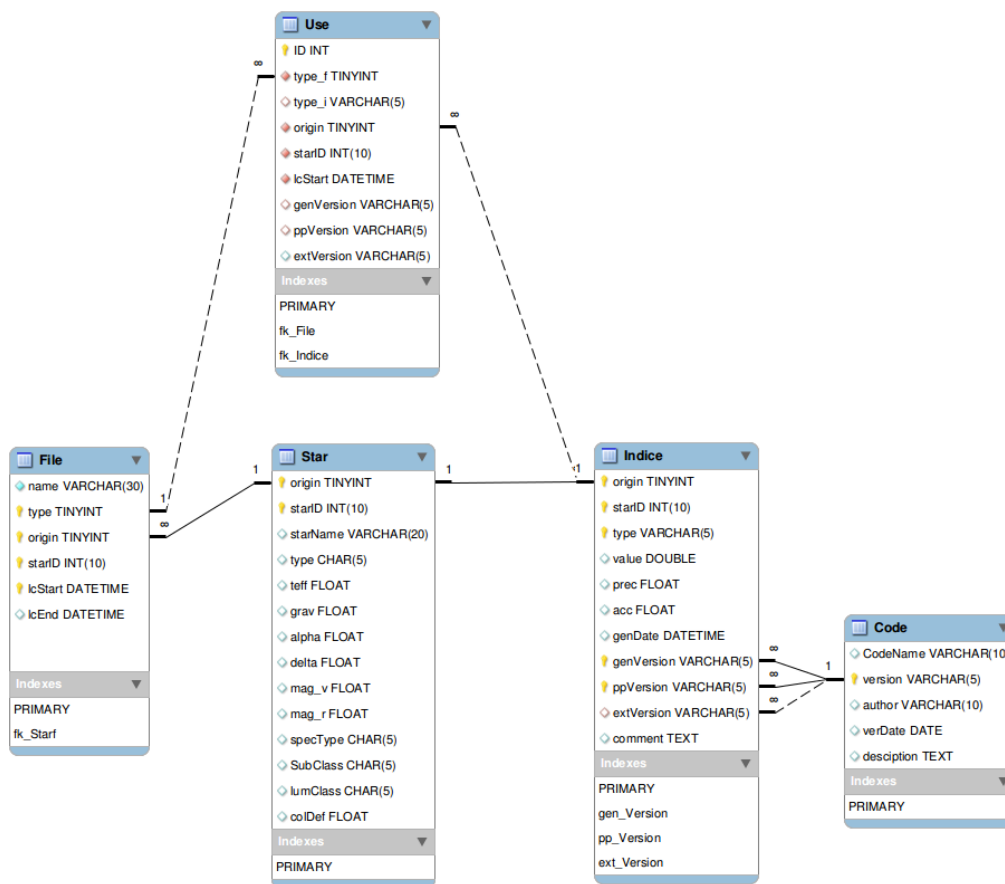 Use
ID INT
type_f TINYINT
type_i VARCHAR(5)
origin TINYINT
starID INT(10)
lcStart DATETIME
genVersion VARCHAR(5)
ppVersion VARCHAR(5)
extVersion VARCHAR(5)
Indexes
PRIMARY
fk_File
fk_Indice
∞
∞
File
name VARCHAR(30)
type TINYINT
origin TINYINT
starID INT(10)
lcStart DATETIME
lcEnd DATETIME
Indexes
PRIMARY
fk_Starf
1
∞
1
Star
origin TINYINT
starID INT(10)
starName VARCHAR(20)
type CHAR(5)
teff FLOAT
grav FLOAT
alpha FLOAT
delta FLOAT
mag_v FLOAT
mag_r FLOAT
specType CHAR(5)
SubClass CHAR(5)
lumClass CHAR(5)
colDef FLOAT
Indexes
PRIMARY
1
1
1
Indice
origin TINYINT
starID INT(10)
type VARCHAR(5)
value DOUBLE
prec FLOAT
acc FLOAT
genDate DATETIME
genVersion VARCHAR(5)
ppVersion VARCHAR(5)
extVersion VARCHAR(5)
comment TEXT
Indexes
PRIMARY
gen_Version
pp_Version
ext_Version
∞
∞
∞
1
Code
CodeName VARCHAR(10
version VARCHAR(5)
author VARCHAR(10)
verDate DATE
desciption TEXT
Indexes
PRIMARY